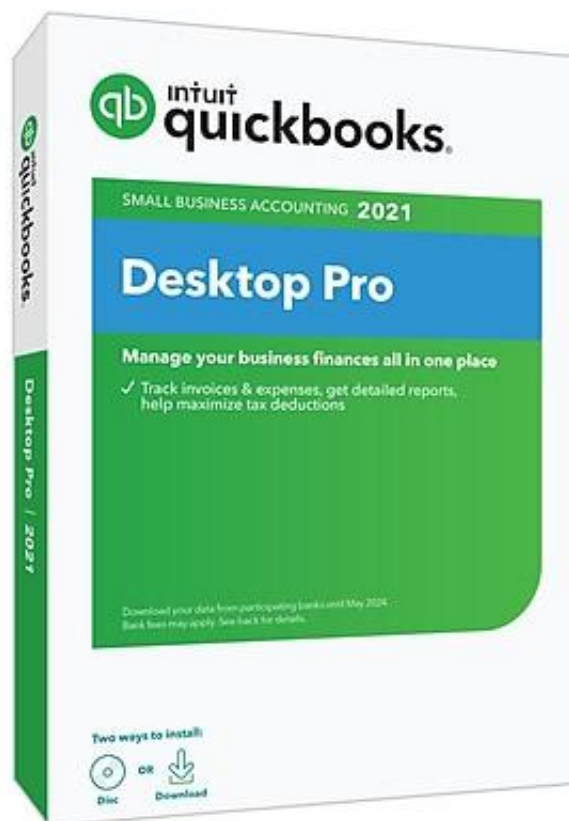 intuit
quickbooks.
SMALL BUSINESS ACCOUNTING 2021
Desktop Pro
Manage your business finances all in one place
✓ Track invoices & expenses, get detailed reports,
help maximize tax deductions
Download your data from participating banks until May 2024
Bank fees may apply. See back for details.
Two ways to install:
OR
Disc Download
qb
qb
intuit
quickbooks.
Desktop Pro | 2021